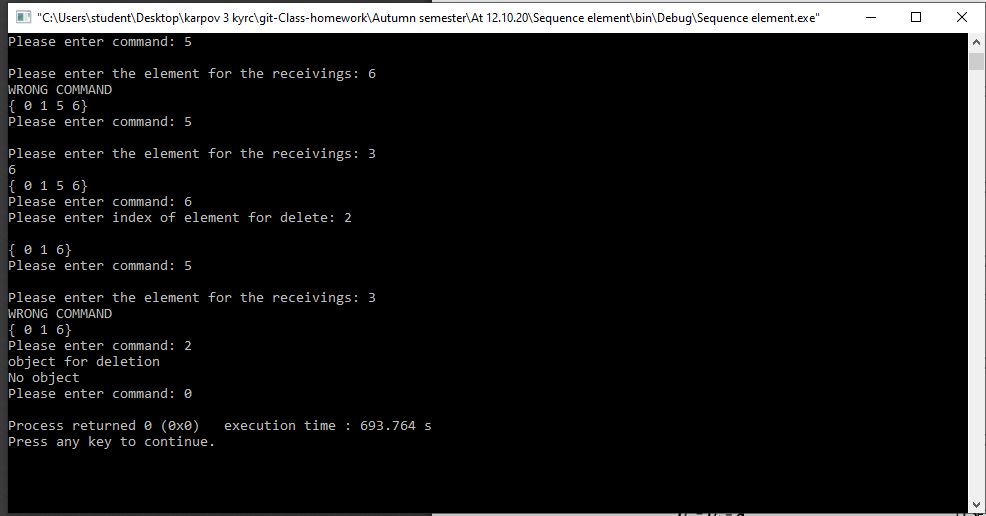 "C:\Users\student\Desktop\karpov 3 kyrc\git-Class-homework\Autumn semester\At 12.10.20\Sequence element\bin\Debug\Sequence element.exe"
Please enter command: 5
Please enter the element for the receivings: 6
WRONG COMMAND
{ 0 1 5 6}
Please enter command: 5
Please enter the element for the receivings: 3
6
{ 0 1 5 6}
Please enter command: 6
Please enter index of element for delete: 2
{ 0 1 6}
Please enter command: 5
Please enter the element for the receivings: 3
WRONG COMMAND
{ 0 1 6}
Please enter command: 2
object for deletion
No object
Please enter command: 0
Process returned 0 (0x0)   execution time : 693.764 s
Press any key to continue.